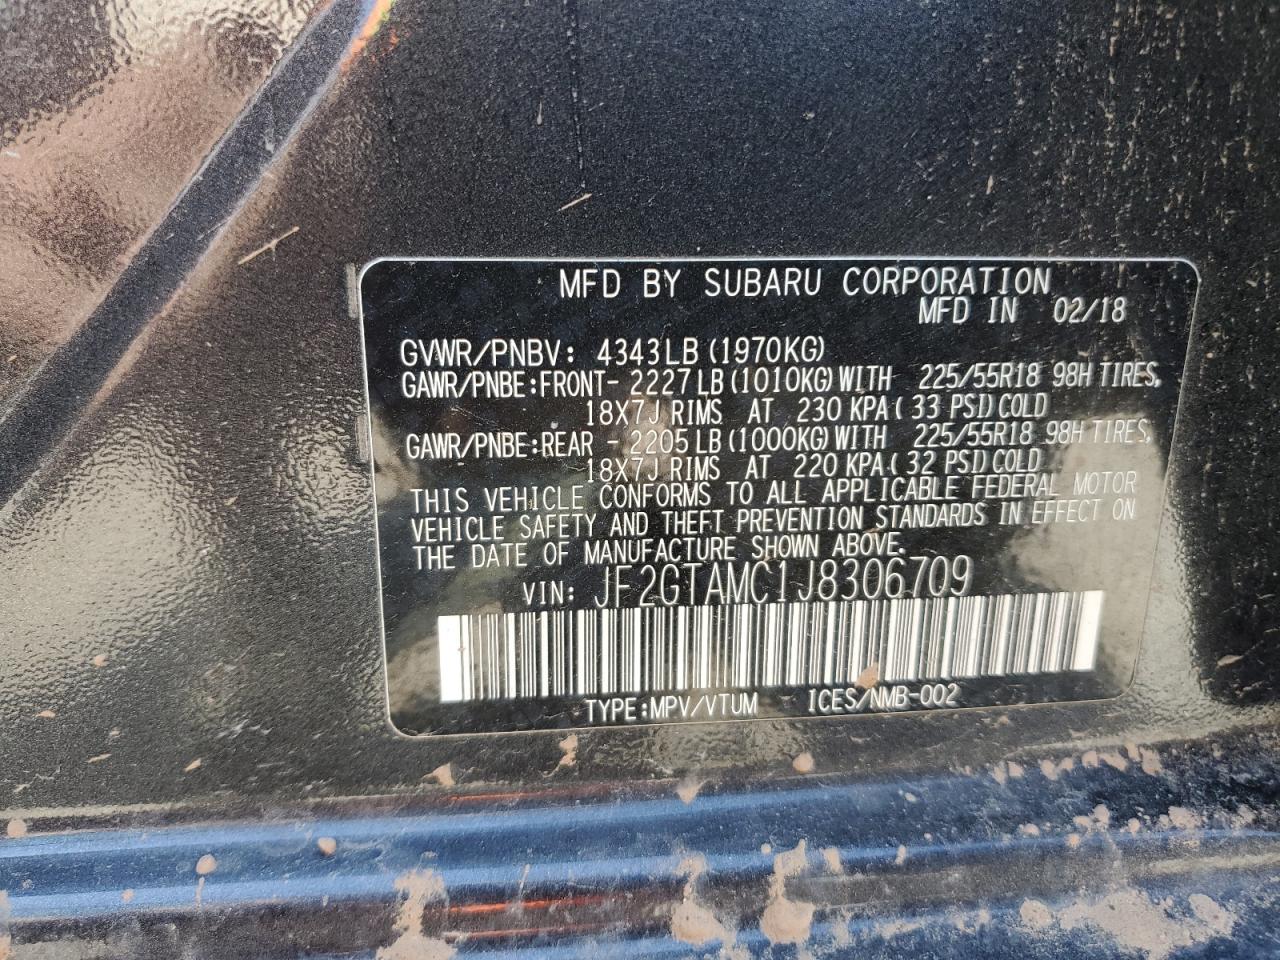 MFD BY SUBARU CORPORATION
MFD IN 02/18
GVWR/PNBV: 4343LB(1970KG)
GAWR/PNBE:FRONT- 2227LB(1010KG)WITH 225/55R18 98H TIRES,
18X7J RIMS AT 230 KPA( 33 PSI)COLD
GAWR/PNBE:REAR - 2205LB(1000KG)WITH 225/55R18 98H TIRES,
18X7J RIMS AT 220 KPA( 32 PSI)COLD
THIS VEHICLE CONFORMS TO ALL APPLICABLE FEDERAL MOTOR
VEHICLE SAFETY AND THEFT PREVENTION STANDARDS IN EFFECT ON
THE DATE OF MANUFACTURE SHOWN ABOVE.
VIN: JF2GTAMC1J8306709
TYPE:MPV/VTUM ICES/NMB-002